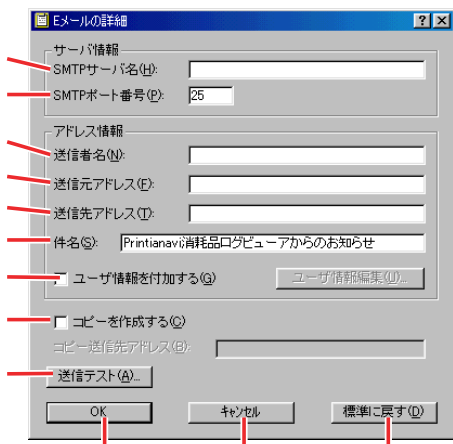 Eメールの詳細
サーバ情報
SMTPサーバ名(H):
SMTPポート番号(P): 25
アドレス情報
送信者名(N):
送信元アドレス(F):
送信先アドレス(T):
件名(S): Printianavi消耗品ログビューアからのお知らせ
ユーザ情報を付加する(G) ユーザ情報編集(U)...
コピーを作成する(C)
コピー送信先アドレス(B):
送信テスト(A)...
OK キャンセル 標準に戻す(D)